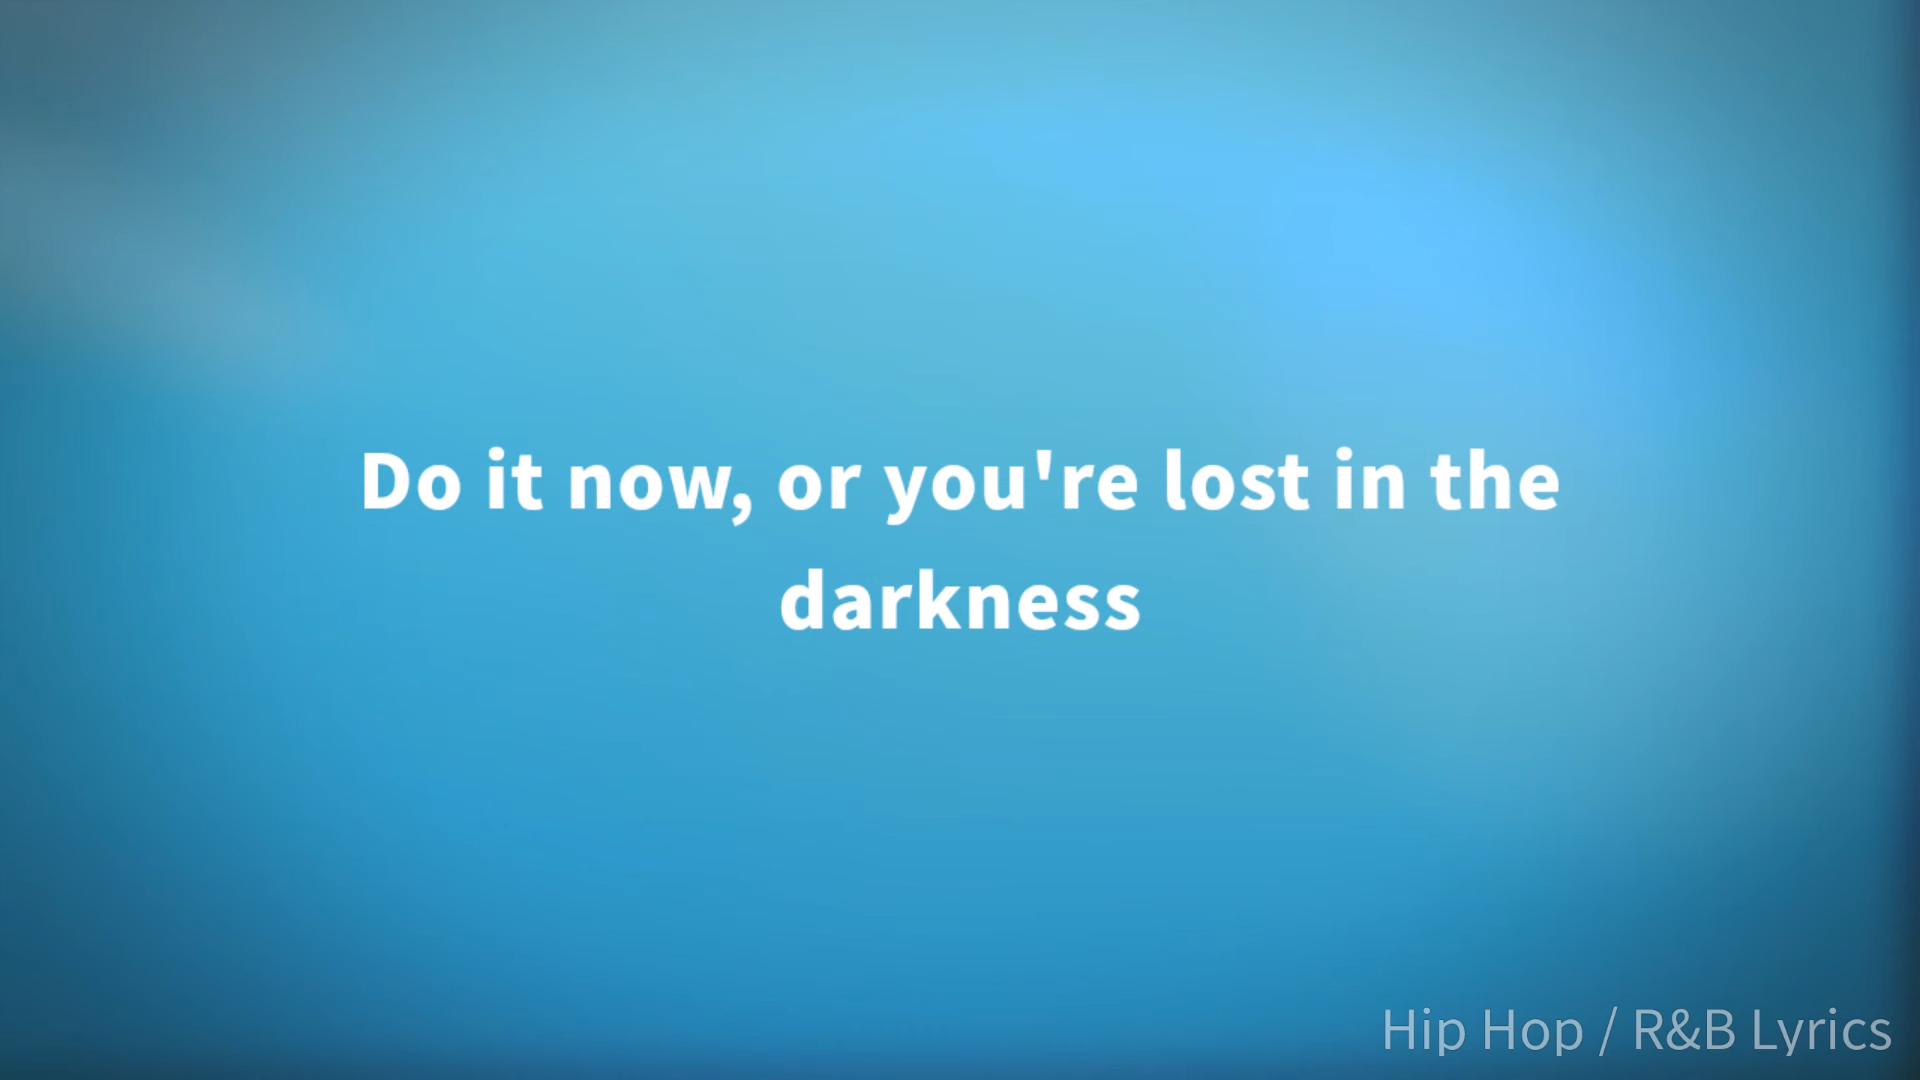 Do it now, or you're lost in the
darkness
Hip Hop / R&B Lyrics